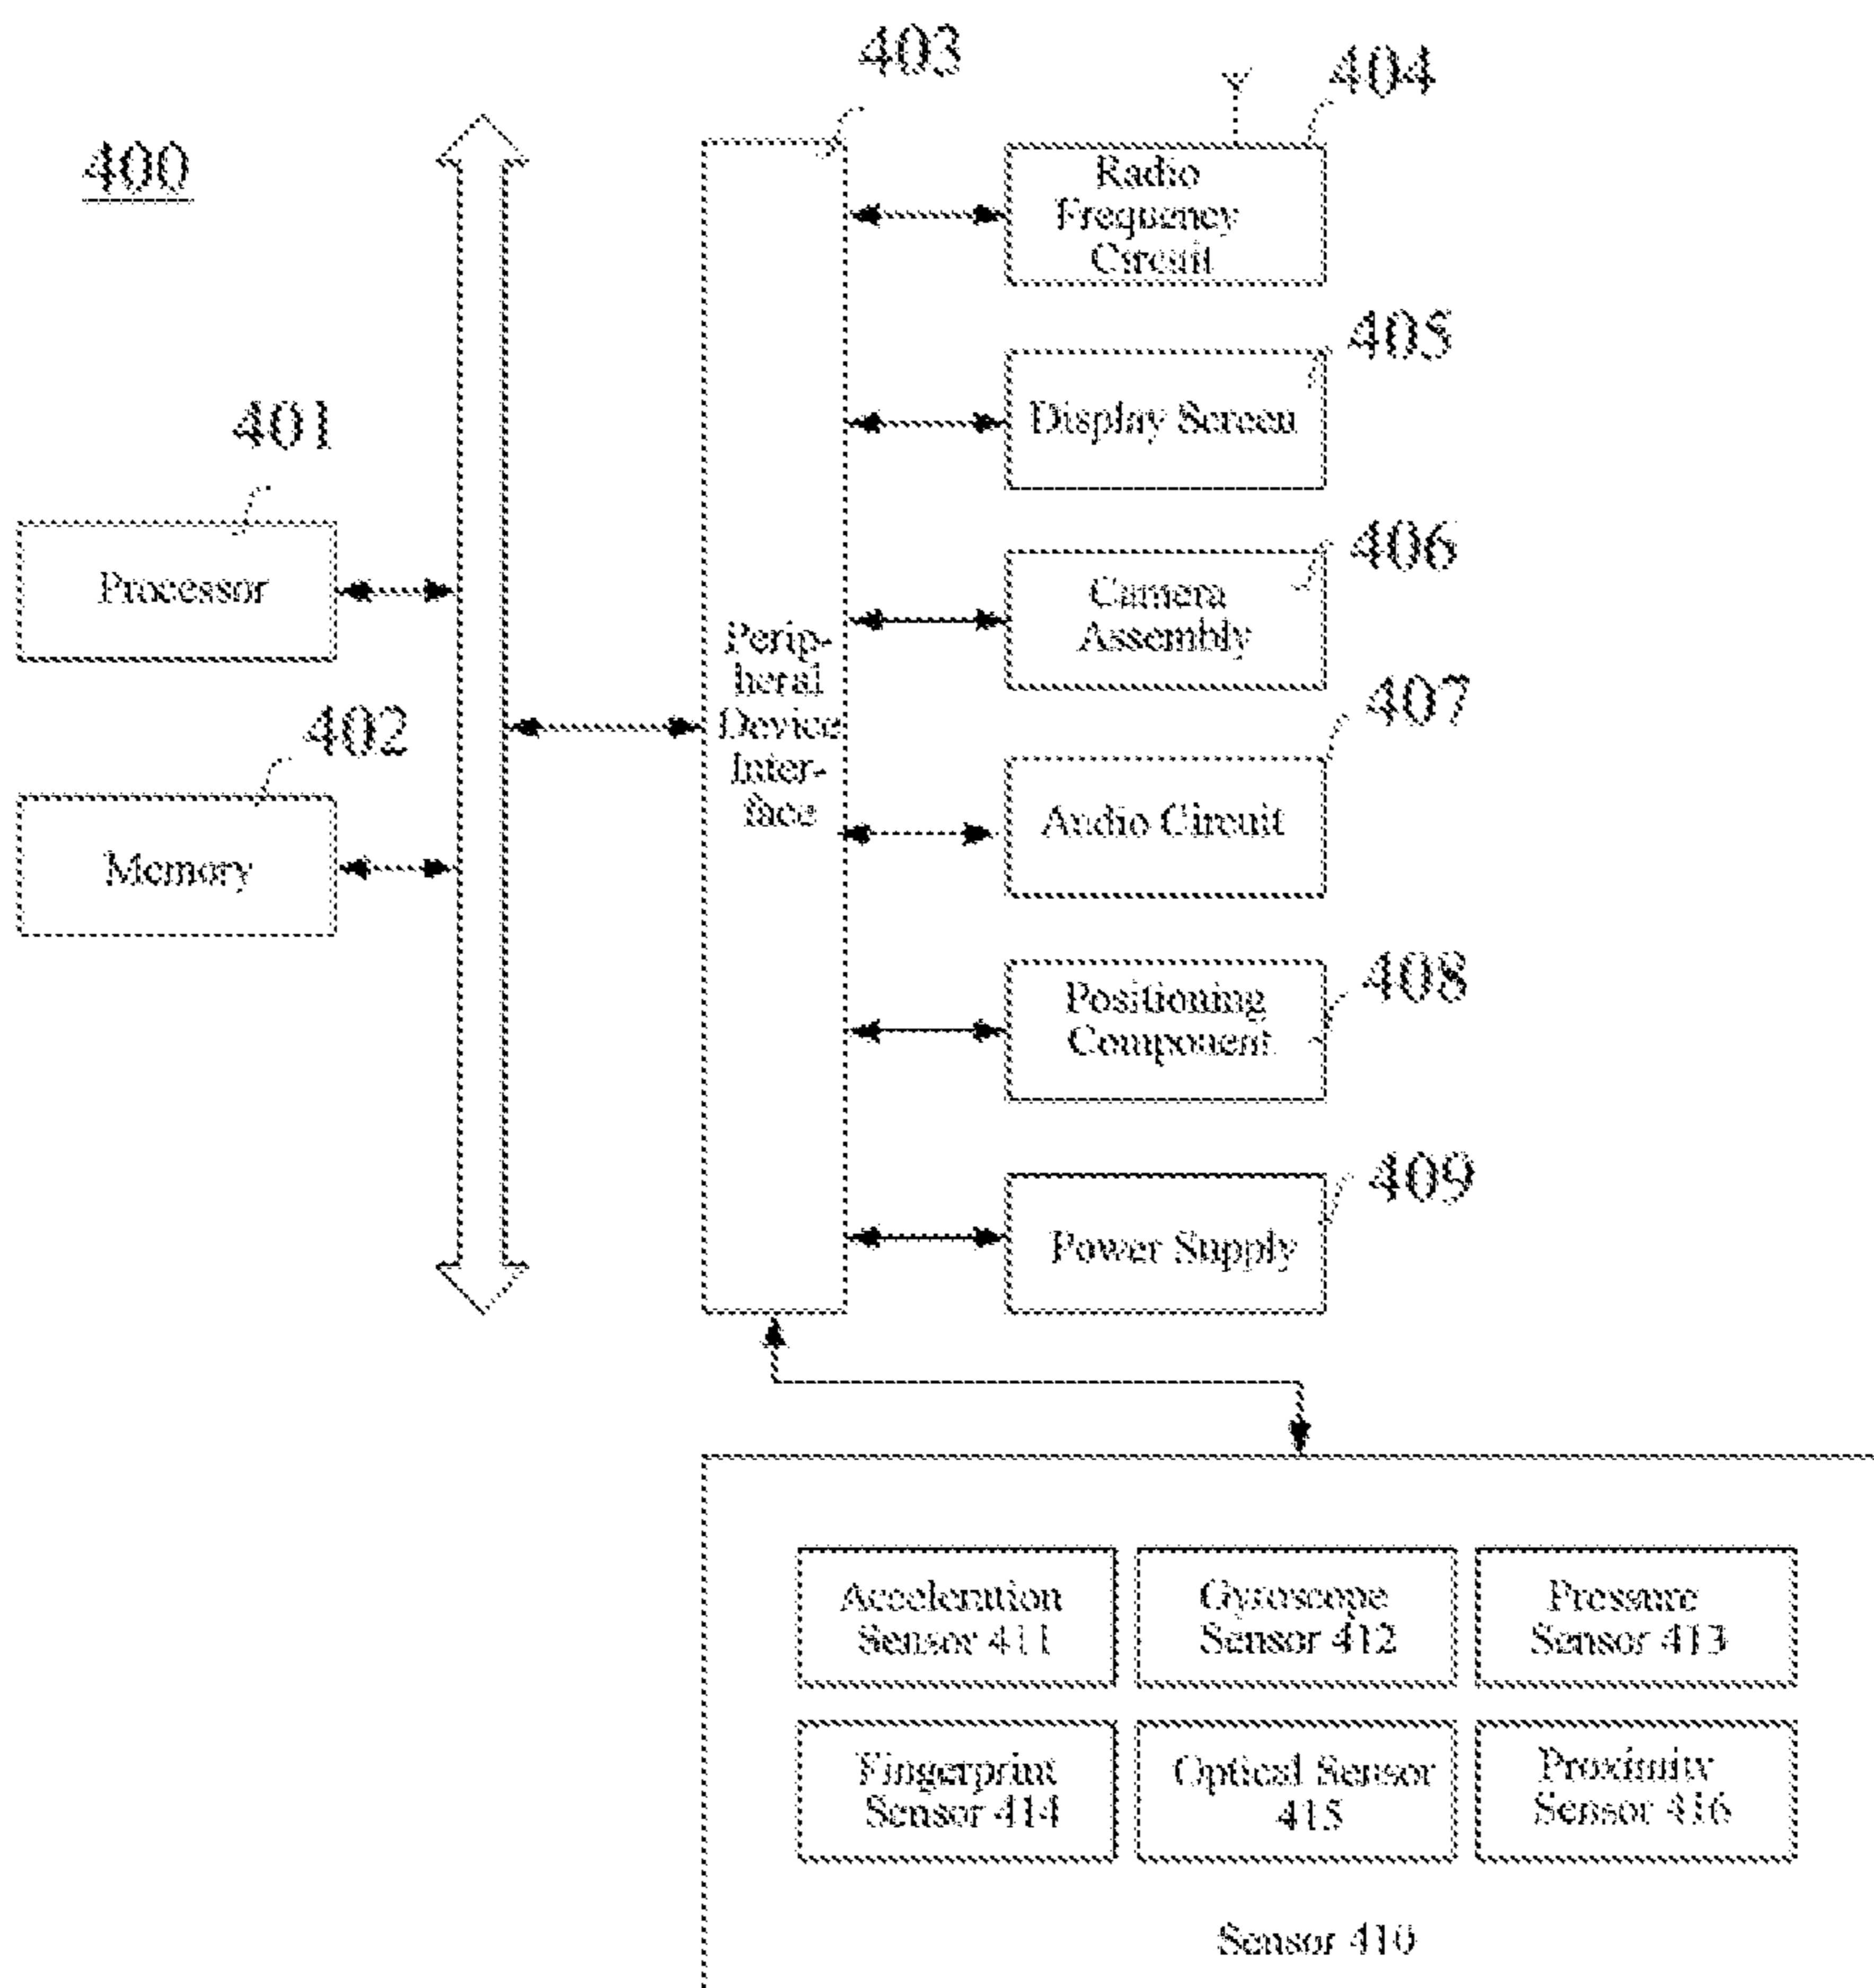 400
403
404
Radio
Frequency
Circuit
405
Display Screen
401
Processor
406
Camera
Assembly
Perip-
heral
Device
Inter-
face
402
Memory
407
Audio Circuit
408
Positioning
Component
409
Power Supply
Acceleration
Sensor 411
Gyroscope
Sensor 412
Pressure
Sensor 413
Fingerprint
Sensor 414
Optical Sensor
415
Proximity
Sensor 416
Sensor 410